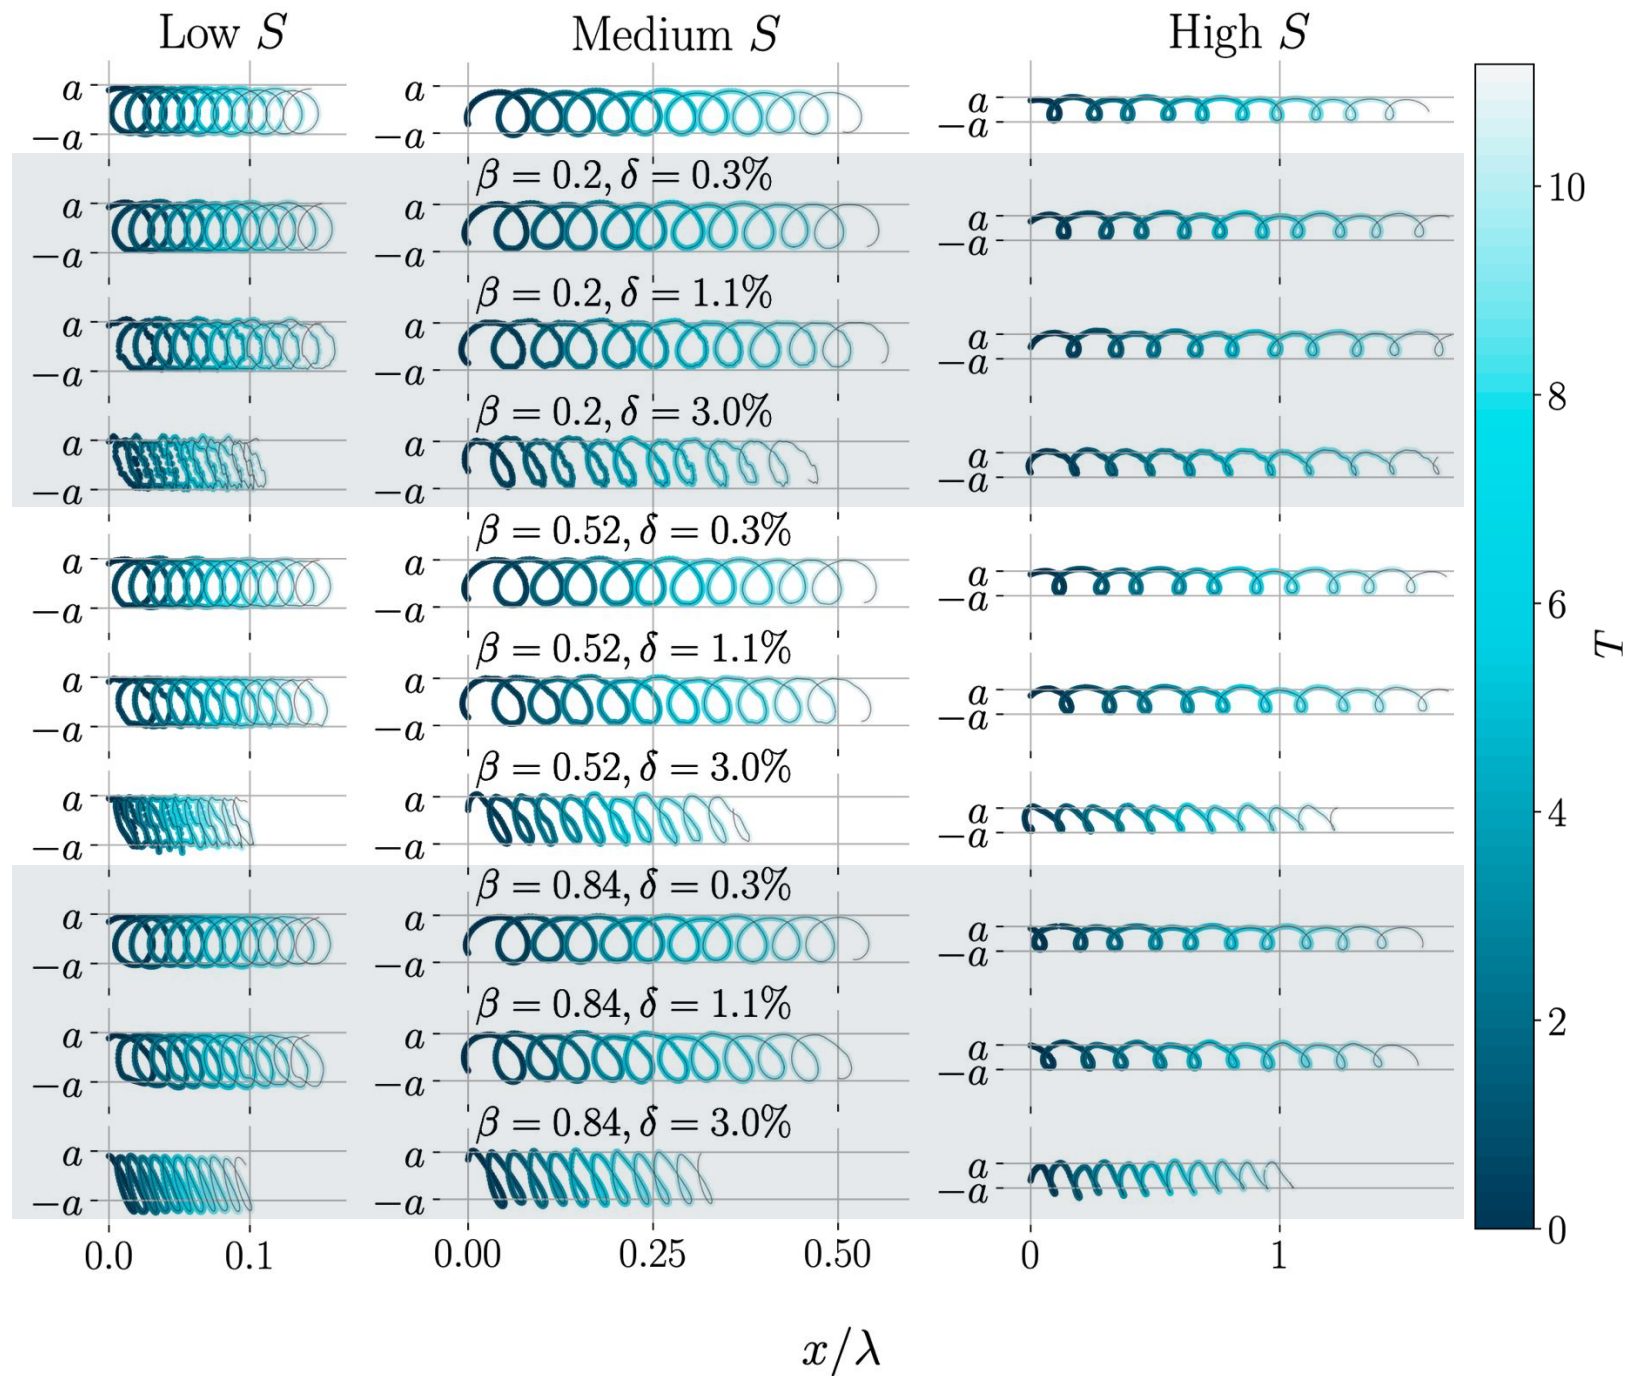 Low S Medium S High S
a a a
−a −a −a
β = 0.2, δ = 0.3%
a a a
−a −a −a
β = 0.2, δ = 1.1%
a a a
−a −a −a
β = 0.2, δ = 3.0%
a a a
−a −a −a
β = 0.52, δ = 0.3%
a a a
−a −a −a
β = 0.52, δ = 1.1%
a a a
−a −a −a
β = 0.52, δ = 3.0%
a a a
−a −a −a
β = 0.84, δ = 0.3%
a a a
−a −a −a
β = 0.84, δ = 1.1%
a a a
−a −a −a
β = 0.84, δ = 3.0%
a a a
−a −a −a
0.0 0.1 0.00 0.25 0.50 0 1
x/λ
10
8
6
4
2
0
T